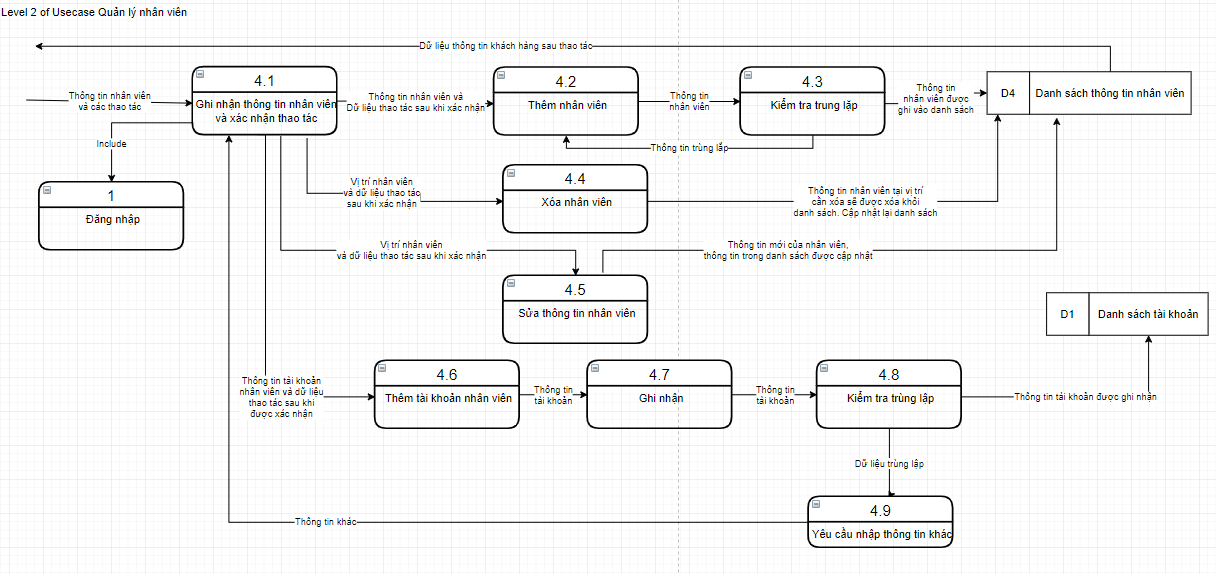 Level 2 of Usecase Quản lý nhân viên
Dữ liệu thông tin khách hàng sau thao tác
Thông tin nhân viên
và các thao tác
4.1
Ghi nhận thông tin nhân viên
và xác nhận thao tác
Thông tin nhân viên và
Dữ liệu thao tác sau khi xác nhận
4.2
Thêm nhân viên
Thông tin
nhân viên
4.3
Kiểm tra trung lặp
Thông tin
nhân viên được
ghi vào danh sách
D4
Danh sách thông tin nhân viên
Include
Thông tin trùng lắp
1
Đăng nhập
Vị trí nhân viên
và dữ liệu thao tác
sau khi xác nhận
4.4
Xóa nhân viên
Thông tin nhân viên tại vị trí
cần xóa sẽ được xóa khỏi
danh sách. Cập nhật lại danh sách
Vị trí nhân viên
và dữ liệu thao tác sau khi xác nhận
Thông tin mới của nhân viên,
thông tin trong danh sách được cập nhật
4.5
Sửa thông tin nhân viên
D1
Danh sách tài khoản
Thông tin tải khoản
nhân viên và dữ liệu
thao tác sau khi
được xác nhận
4.6
Thêm tài khoản nhân viên
Thông tin
tài khoản
4.7
Ghi nhận
Thông tin
tài khoản
4.8
Kiểm tra trùng lập
Thông tin tài khoản được ghi nhận
Dữ liệu trùng lập
4.9
Yêu cầu nhập thông tin khác
Thông tin khác